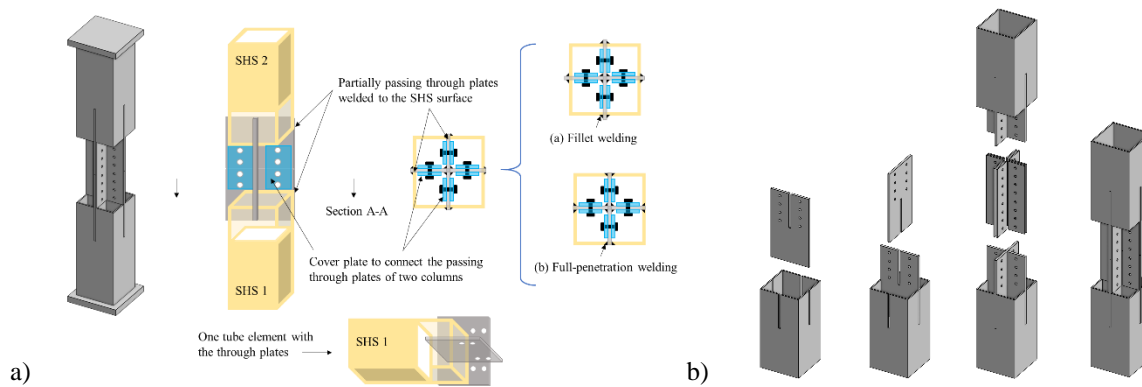 SHS 2
Partially passing through plates
welded to the SHS surface
(a) Fillet welding
Section A-A
Cover plate to connect the passing
through plates of two columns
(b) Full-penetration welding
SHS 1
One tube element with
the through plates
SHS 1
a)
b)